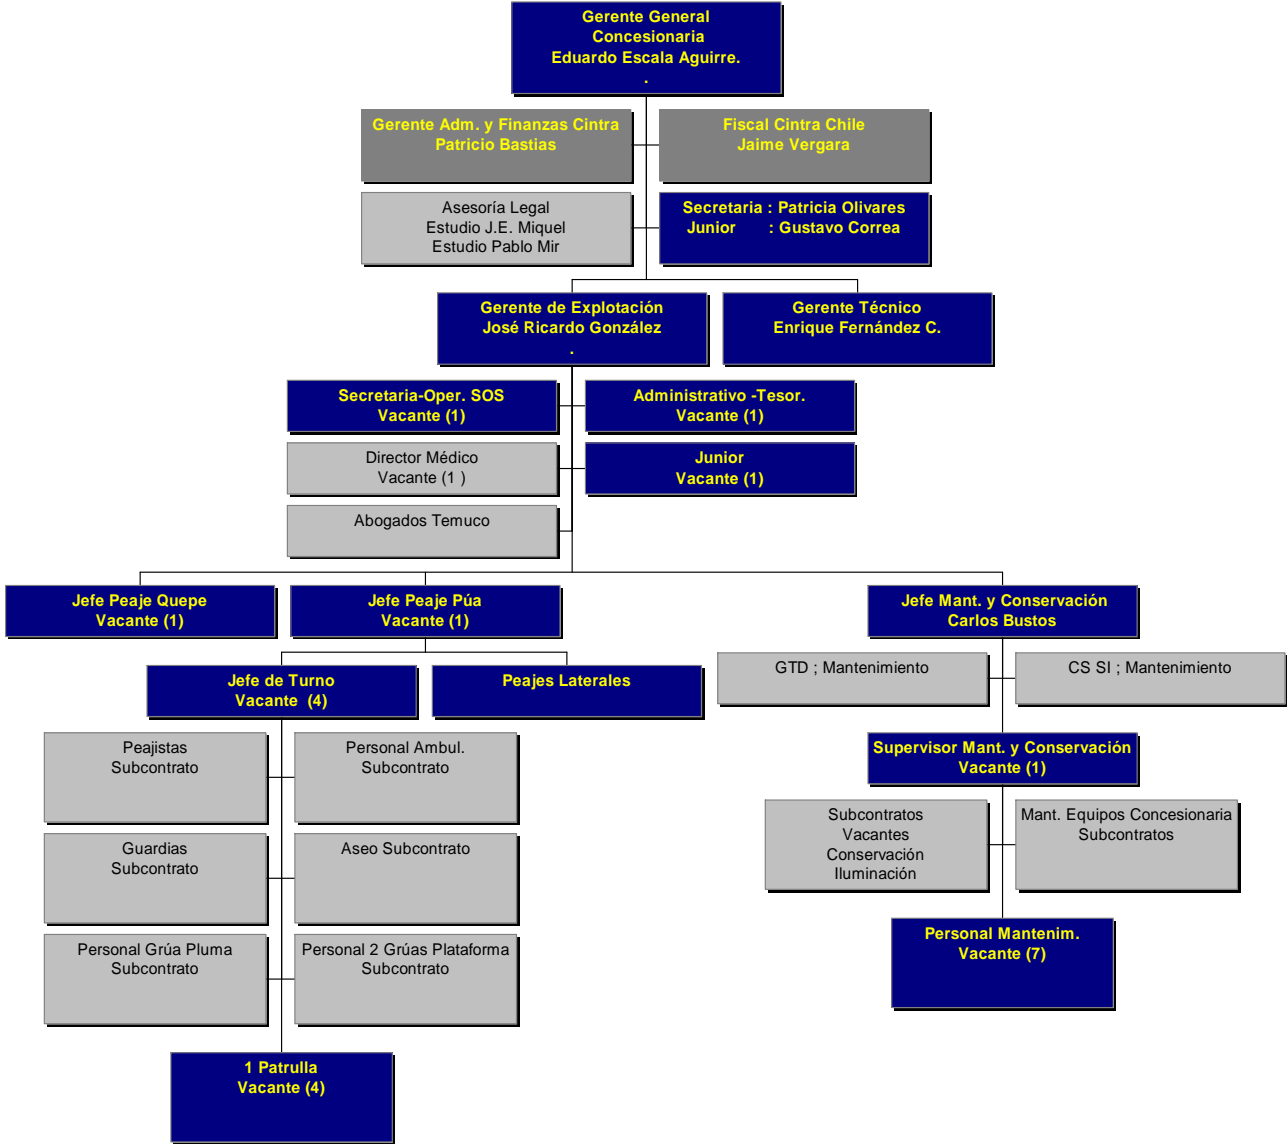 Gerente General
Concesionaria
Eduardo Escala Aguirre.
.
Gerente Adm. y Finanzas Cintra
Patricio Bastias
Fiscal Cintra Chile
Jaime Vergara
Asesoría Legal
Estudio J.E. Miquel
Estudio Pablo Mir
Secretaria : Patricia Olivares
Junior : Gustavo Correa
Gerente de Explotación
José Ricardo González
.
Gerente Técnico
Enrique Fernández C.
Secretaria-Oper. SOS
Vacante (1)
Administrativo -Tesor.
Vacante (1)
Director Médico
Vacante (1 )
Junior
Vacante (1)
Abogados Temuco
Jefe Peaje Quepe
Vacante (1)
Jefe Peaje Púa
Vacante (1)
Jefe Mant. y Conservación
Carlos Bustos
Jefe de Turno
Vacante (4)
Peajes Laterales
GTD ; Mantenimiento
CS SI ; Mantenimiento
Peajistas
Subcontrato
Personal Ambul.
Subcontrato
Supervisor Mant. y Conservación
Vacante (1)
Guardias
Subcontrato
Aseo Subcontrato
Subcontratos
Vacantes
Conservación
Iluminación
Mant. Equipos Concesionaria
Subcontratos
Personal Grúa Pluma
Subcontrato
Personal 2 Grúas Plataforma
Subcontrato
Personal Mantenim.
Vacante (7)
1 Patrulla
Vacante (4)